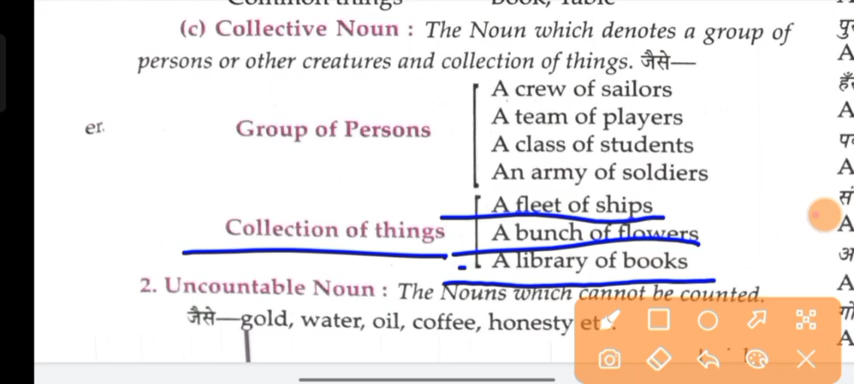 (c) Collective Noun : The Noun which denotes a group of
persons or other creatures and collection of things. जैसे—
Group of Persons
A crew of sailors
A team of players
A class of students
An army of soldiers
Collection of things
A fleet of ships
A bunch of flowers
A library of books
2. Uncountable Noun : The Nouns which cannot be counted.
जैसे—gold, water, oil, coffee, honesty
er.